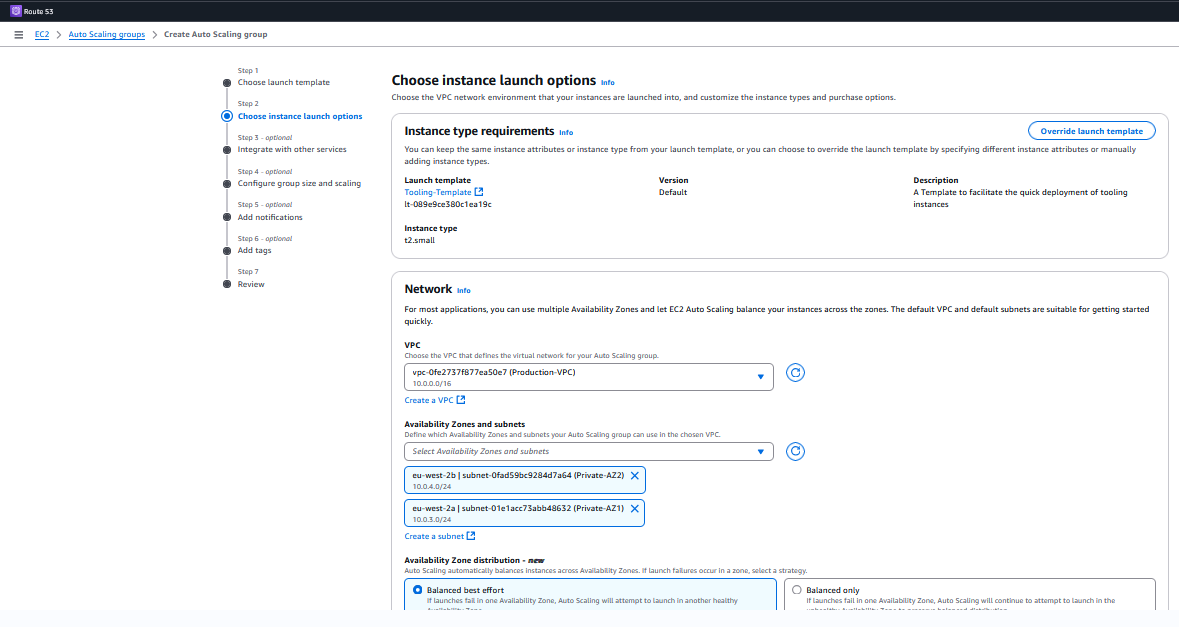 Route 53
EC2 > Auto Scaling groups > Create Auto Scaling group
Step 1
Choose launch template
Step 2
Choose instance launch options
Step 3 - optional
Integrate with other services
Step 4 - optional
Configure group size and scaling
Step 5 - optional
Add notifications
Step 6 - optional
Add tags
Step 7
Review
Choose instance launch options Info
Choose the VPC network environment that your instances are launched into, and customize the instance types and purchase options.
Instance type requirements Info
Override launch template
You can keep the same instance attributes or instance type from your launch template, or you can choose to override the launch template by specifying different instance attributes or manually
adding instance types.
Launch template
Tooling-Template
lt-089e9ce380c1ea19c
Version
Default
Description
A Template to facilitate the quick deployment of tooling
instances
Instance type
t2.small
Network Info
For most applications, you can use multiple Availability Zones and let EC2 Auto Scaling balance your instances across the zones. The default VPC and default subnets are suitable for getting started
quickly.
VPC
Choose the VPC that defines the virtual network for your Auto Scaling group.
vpc-0fe2737f877ea50e7 (Production-VPC)
10.0.0.0/16
Create a VPC
Availability Zones and subnets
Define which Availability Zones and subnets your Auto Scaling group can use in the chosen VPC.
Select Availability Zones and subnets
eu-west-2b | subnet-0fad59bc9284d7a64 (Private-AZ2)
10.0.4.0/24
eu-west-2a | subnet-01e1acc73abb48632 (Private-AZ1)
10.0.3.0/24
Create a subnet
Availability Zone distribution - new
Auto Scaling automatically balances instances across Availability Zones. If launch failures occur in a zone, select a strategy.
Balanced best effort
If launches fail in one Availability Zone, Auto Scaling will attempt to launch in another healthy
Balanced only
If launches fail in one Availability Zone, Auto Scaling will continue to attempt to launch in the